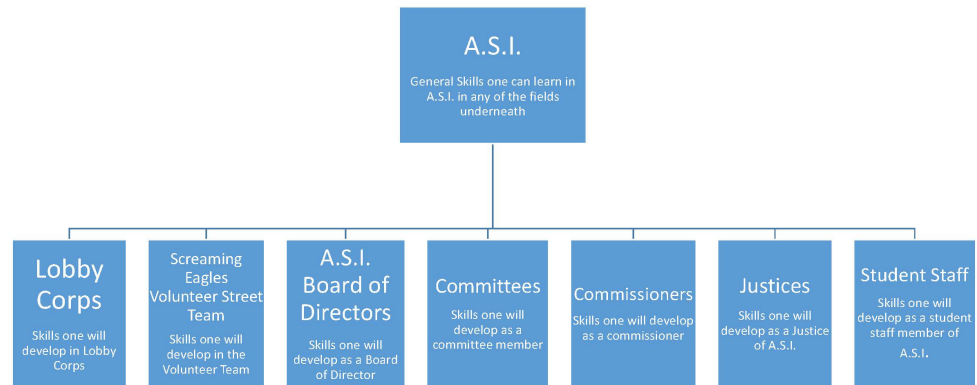 A.S.I.
General Skills one can learn in
A.S.I. in any of the fields
underneath
Lobby
Corps
Skills one will
develop in Lobby
Corps
Screaming
Eagles
Volunteer Street
Team
Skills one will
develop in the
Volunteer Team
A.S.I.
Board of
Directors
Skills one will
develop as a Board
of Director
Committees
Skills one will
develop as a
committee member
Commissioners
Skills one will develop
as a commissioner
Justices
Skills one will
develop as a Justice
of A.S.I.
Student Staff
Skills one will
develop as a student
staff member of
A.S.I.